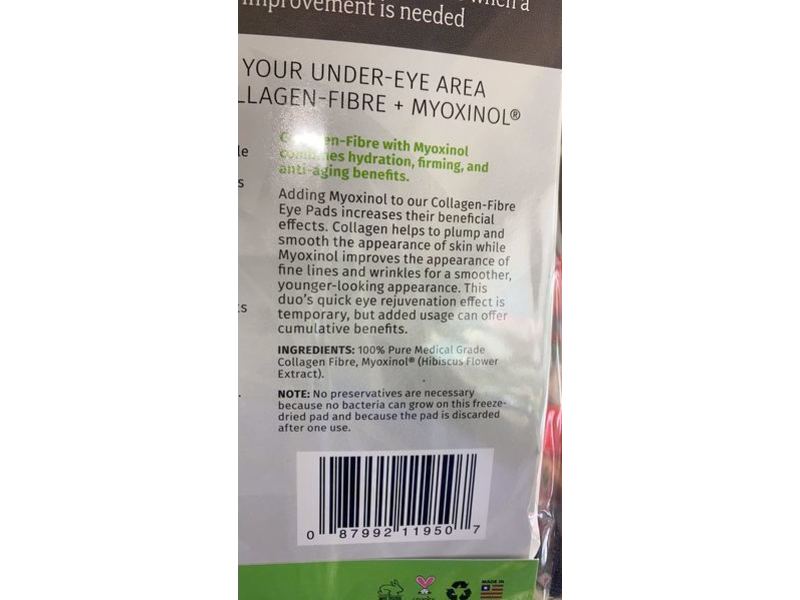 improvement is needed
when a
YOUR UNDER-EYE AREA
LLAGEN-FIBRE + MYOXINOL®
en-Fibre with Myoxinol
combines hydration, firming, and
anti-aging benefits.
le
s
Adding Myoxinol to our Collagen-Fibre
Eye Pads increases their beneficial
effects. Collagen helps to plump and
smooth the appearance of skin while
Myoxinol improves the appearance of
fine lines and wrinkles for a smoother,
younger-looking appearance. This
duo's quick eye rejuvenation effect is
temporary, but added usage can offer
cumulative benefits.
ts
INGREDIENTS: 100% Pure Medical Grade
Collagen Fibre, Myoxinol® (Hibiscus Flower
Extract).
NOTE: No preservatives are necessary
because no bacteria can grow on this freeze-
dried pad and because the pad is discarded
after one use.
0 87992 11950 7
MADE IN